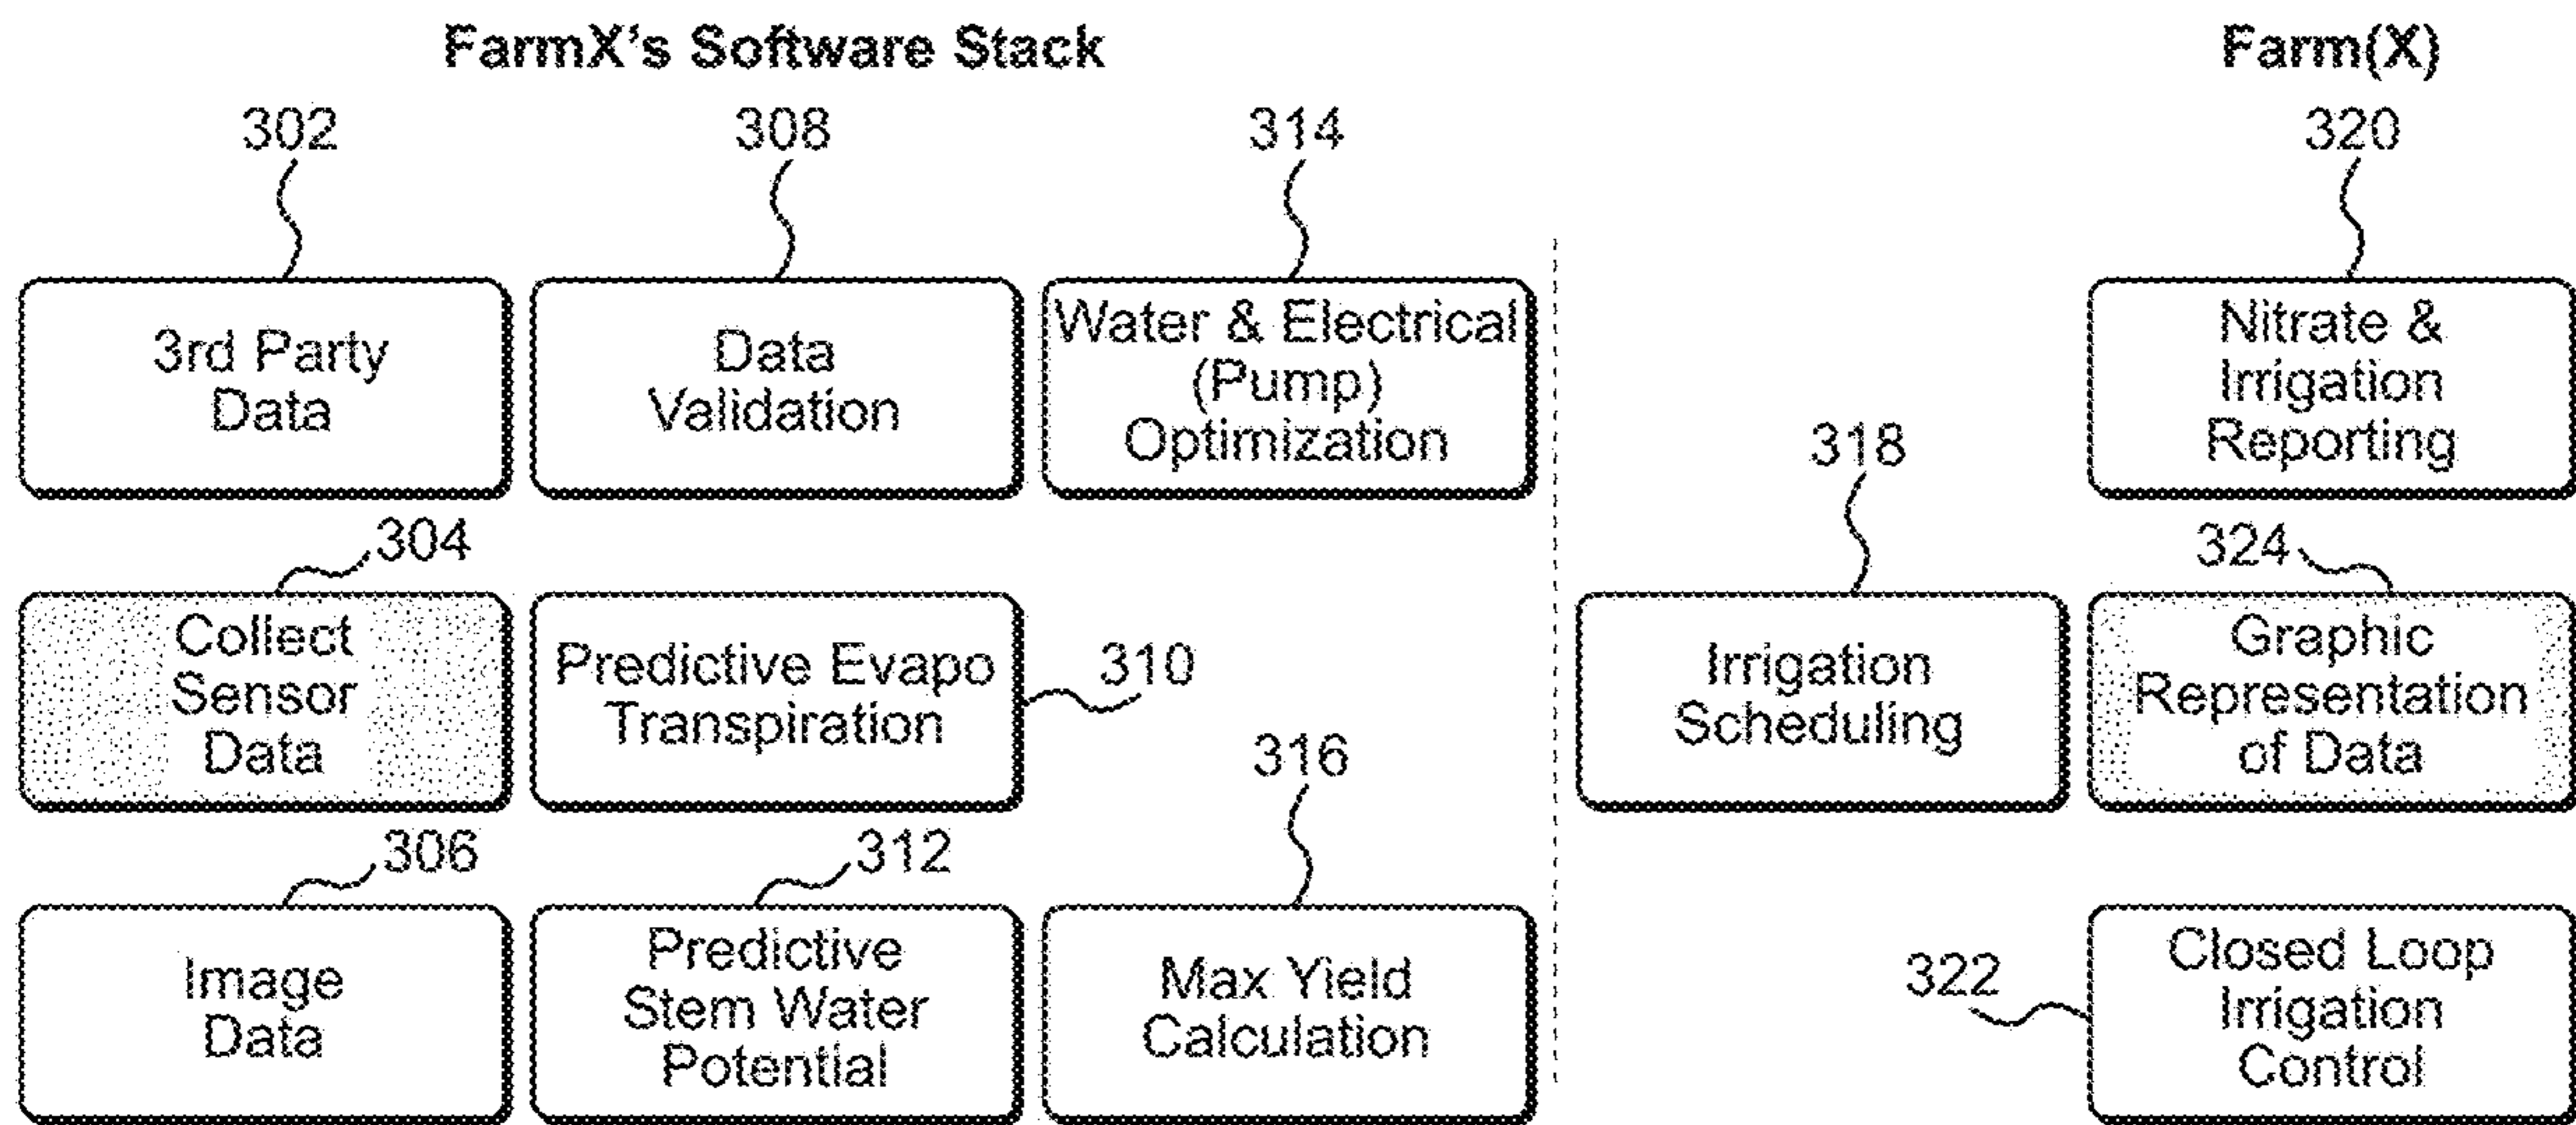 FarmX's Software Stack
Farm(X)
302
308
314
320
3rd Party
Data
Data
Validation
Water & Electrical
(Pump)
Optimization
Nitrate &
Irrigation
Reporting
318
304
324
Collect
Sensor
Data
Predictive Evapo
Transpiration
310
Irrigation
Scheduling
Graphic
Representation
of Data
316
306
312
Image
Data
Predictive
Stem Water
Potential
Max Yield
Calculation
322
Closed Loop
Irrigation
Control